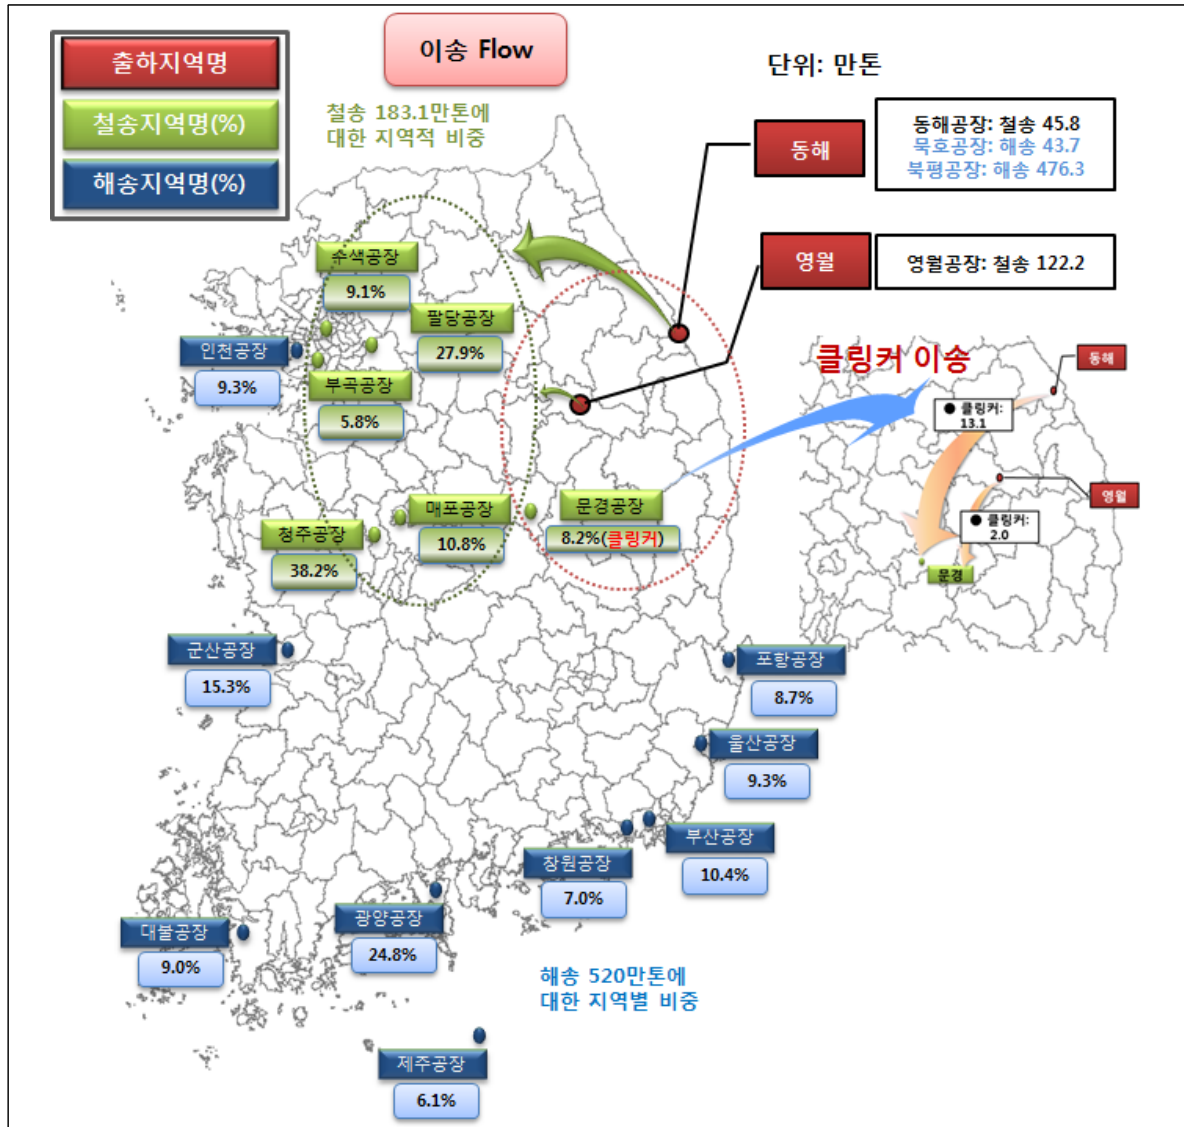 이송 Flow
출하지역명
철송지역명(%)
해송지역명(%)
철송 183.1만톤에
대한 지역적 비중
단위: 만톤
동해
동해공장: 철송 45.8
묵호공장: 해송 43.7
북평공장: 해송 476.3
영월
영월공장: 철송 122.2
수색공장
9.1%
팔당공장
27.9%
인천공장
9.3%
부곡공장
5.8%
매포공장
10.8%
청주공장
38.2%
문경공장
8.2%(클링커)
클링커 이송
동해
● 클링커:
13.1
영월
● 클링커:
2.0
문경
군산공장
15.3%
포항공장
8.7%
울산공장
9.3%
부산공장
10.4%
창원공장
7.0%
광양공장
24.8%
대불공장
9.0%
해송 520만톤에
대한 지역별 비중
제주공장
6.1%